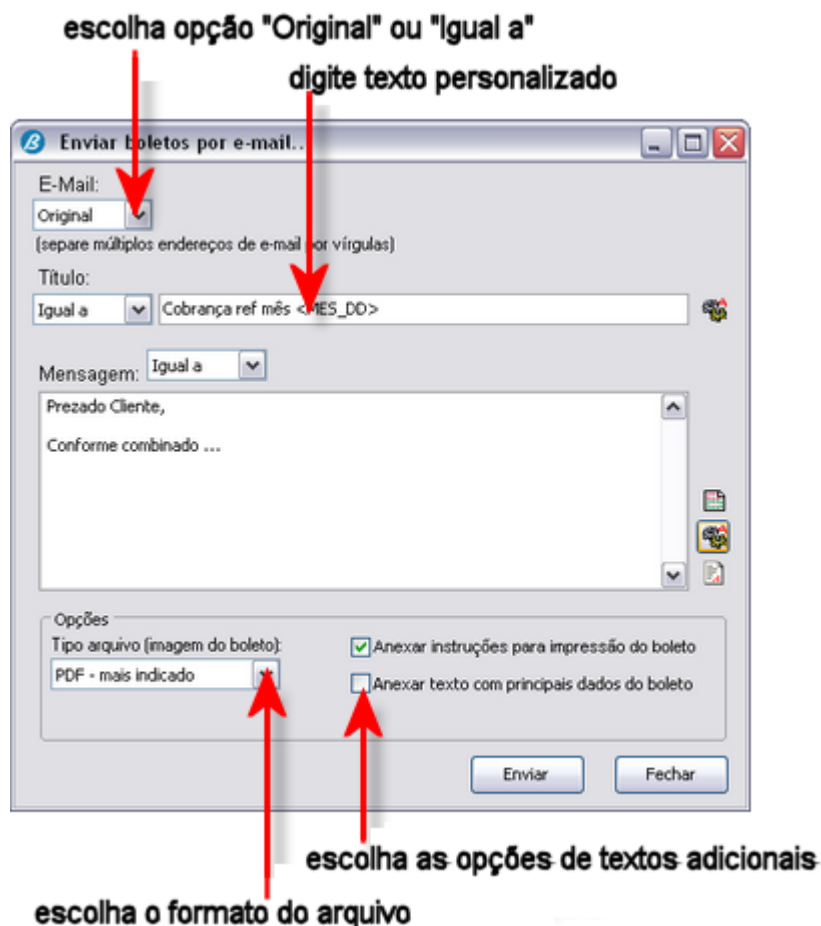 escolha opção "Original" ou "Igual a"
digite texto personalizado
Enviar boletos por e-mail..
E-Mail:
Original
(separe múltiplos endereços de e-mail por vírgulas)
Título:
Igual a Cobrança ref mês <MES_DD>
Mensagem: Igual a
Prezado Cliente,
Conforme combinado ...
Opções
Tipo arquivo (imagem do boleto): Anexar instruções para impressão do boleto
PDF - mais indicado Anexar texto com principais dados do boleto
Enviar Fechar
escolha as opções de textos adicionais
escolha o formato do arquivo